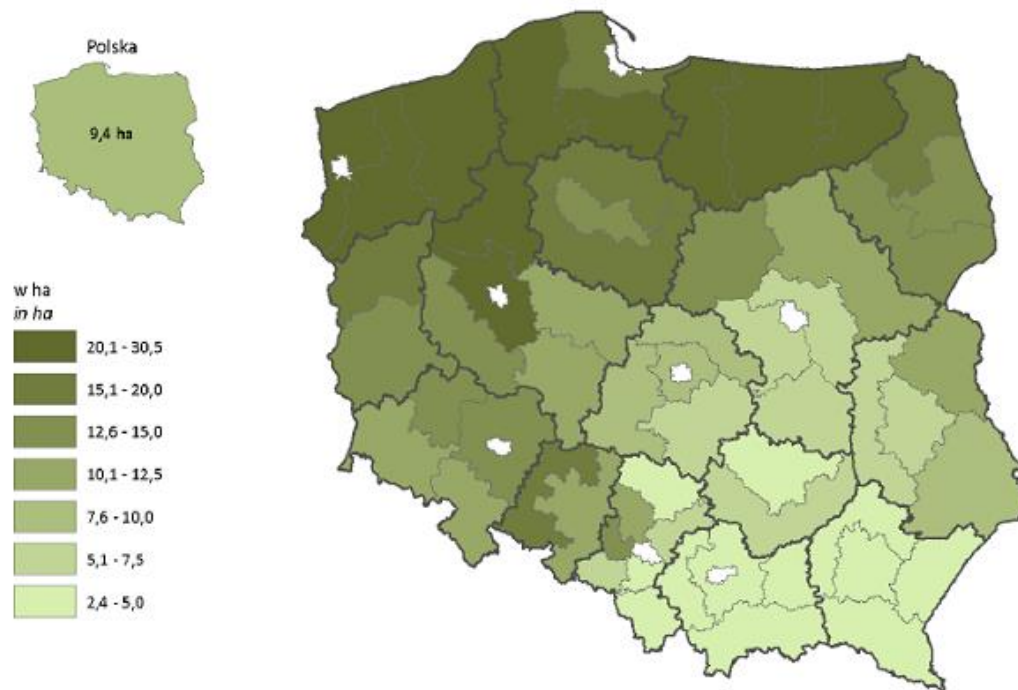 Polska
9,4 ha
w ha
in ha
20,1 - 30,5
15,1 - 20,0
12,6 - 15,0
10,1 - 12,5
7,6 - 10,0
5,1 - 7,5
2,4 - 5,0